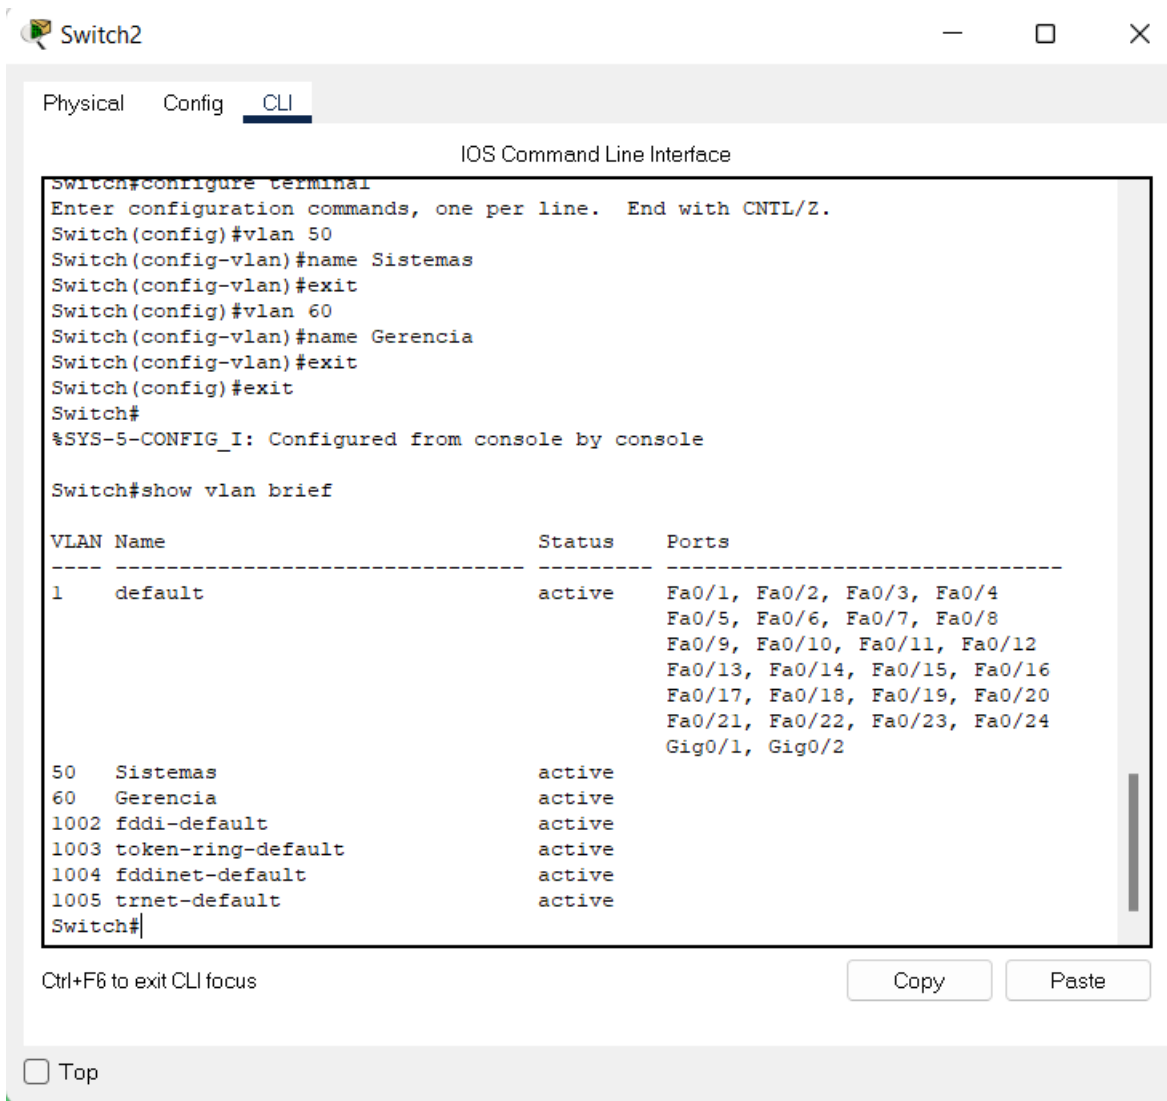 Switch2
Physical Config CLI
IOS Command Line Interface
Switch#configure terminal
Enter configuration commands, one per line.  End with CNTL/Z.
Switch(config)#vlan 50
Switch(config-vlan)#name Sistemas
Switch(config-vlan)#exit
Switch(config)#vlan 60
Switch(config-vlan)#name Gerencia
Switch(config-vlan)#exit
Switch(config)#exit
Switch#
%SYS-5-CONFIG_I: Configured from console by console
Switch#show vlan brief
VLAN Name                             Status    Ports
---- -------------------------------- --------- -------------------------------
1    default                          active    Fa0/1, Fa0/2, Fa0/3, Fa0/4
                                                Fa0/5, Fa0/6, Fa0/7, Fa0/8
                                                Fa0/9, Fa0/10, Fa0/11, Fa0/12
                                                Fa0/13, Fa0/14, Fa0/15, Fa0/16
                                                Fa0/17, Fa0/18, Fa0/19, Fa0/20
                                                Fa0/21, Fa0/22, Fa0/23, Fa0/24
                                                Gig0/1, Gig0/2
50   Sistemas                         active
60   Gerencia                         active
1002 fddi-default                     active
1003 token-ring-default               active
1004 fddinet-default                  active
1005 trnet-default                    active
Switch#
Ctrl+F6 to exit CLI focus Copy Paste
Top